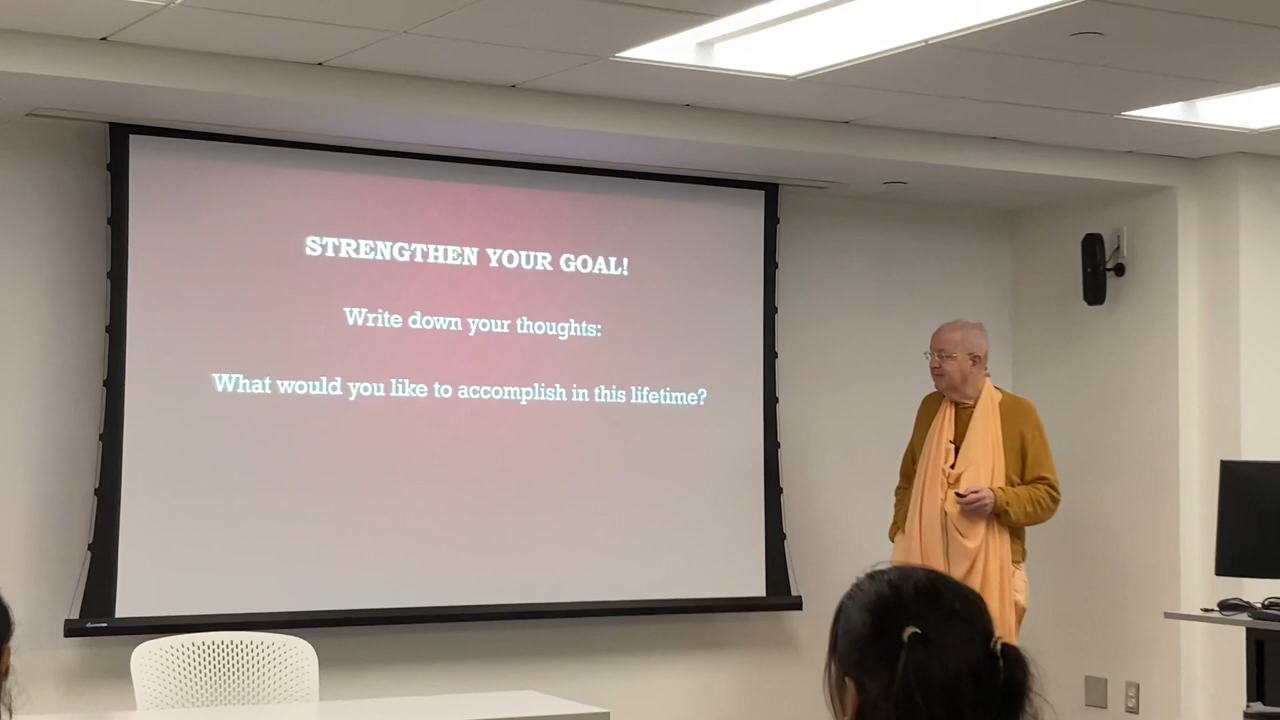 STRENGTHEN YOUR GOAL!
Write down your thoughts:
What would you like to accomplish in this lifetime?